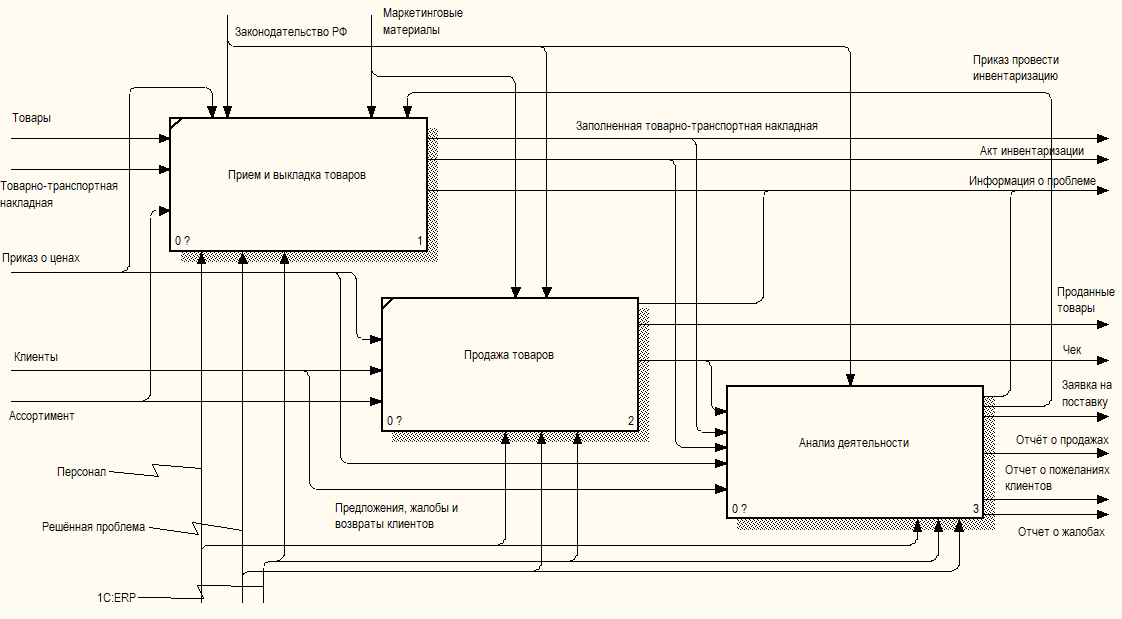 Маркетинговые
материалы
Законодательство РФ
Приказ провести
инвентаризацию
Товары
Заполненная товарно-транспортная накладная
Акт инвентаризации
Прием и выкладка товаров
Информация о проблеме
Товарно-транспортная
накладная
0 ?
1
Приказ о ценах
Проданные
товары
Чек
Клиенты
Продажа товаров
Заявка на
поставку
Ассортимент
0 ?
2
Отчёт о продажах
Анализ деятельности
Персонал
Отчет о пожеланиях
клиентов
Предложения, жалобы и
возвраты клиентов
0 ?
3
Решённая проблема
Отчет о жалобах
1С:ERP